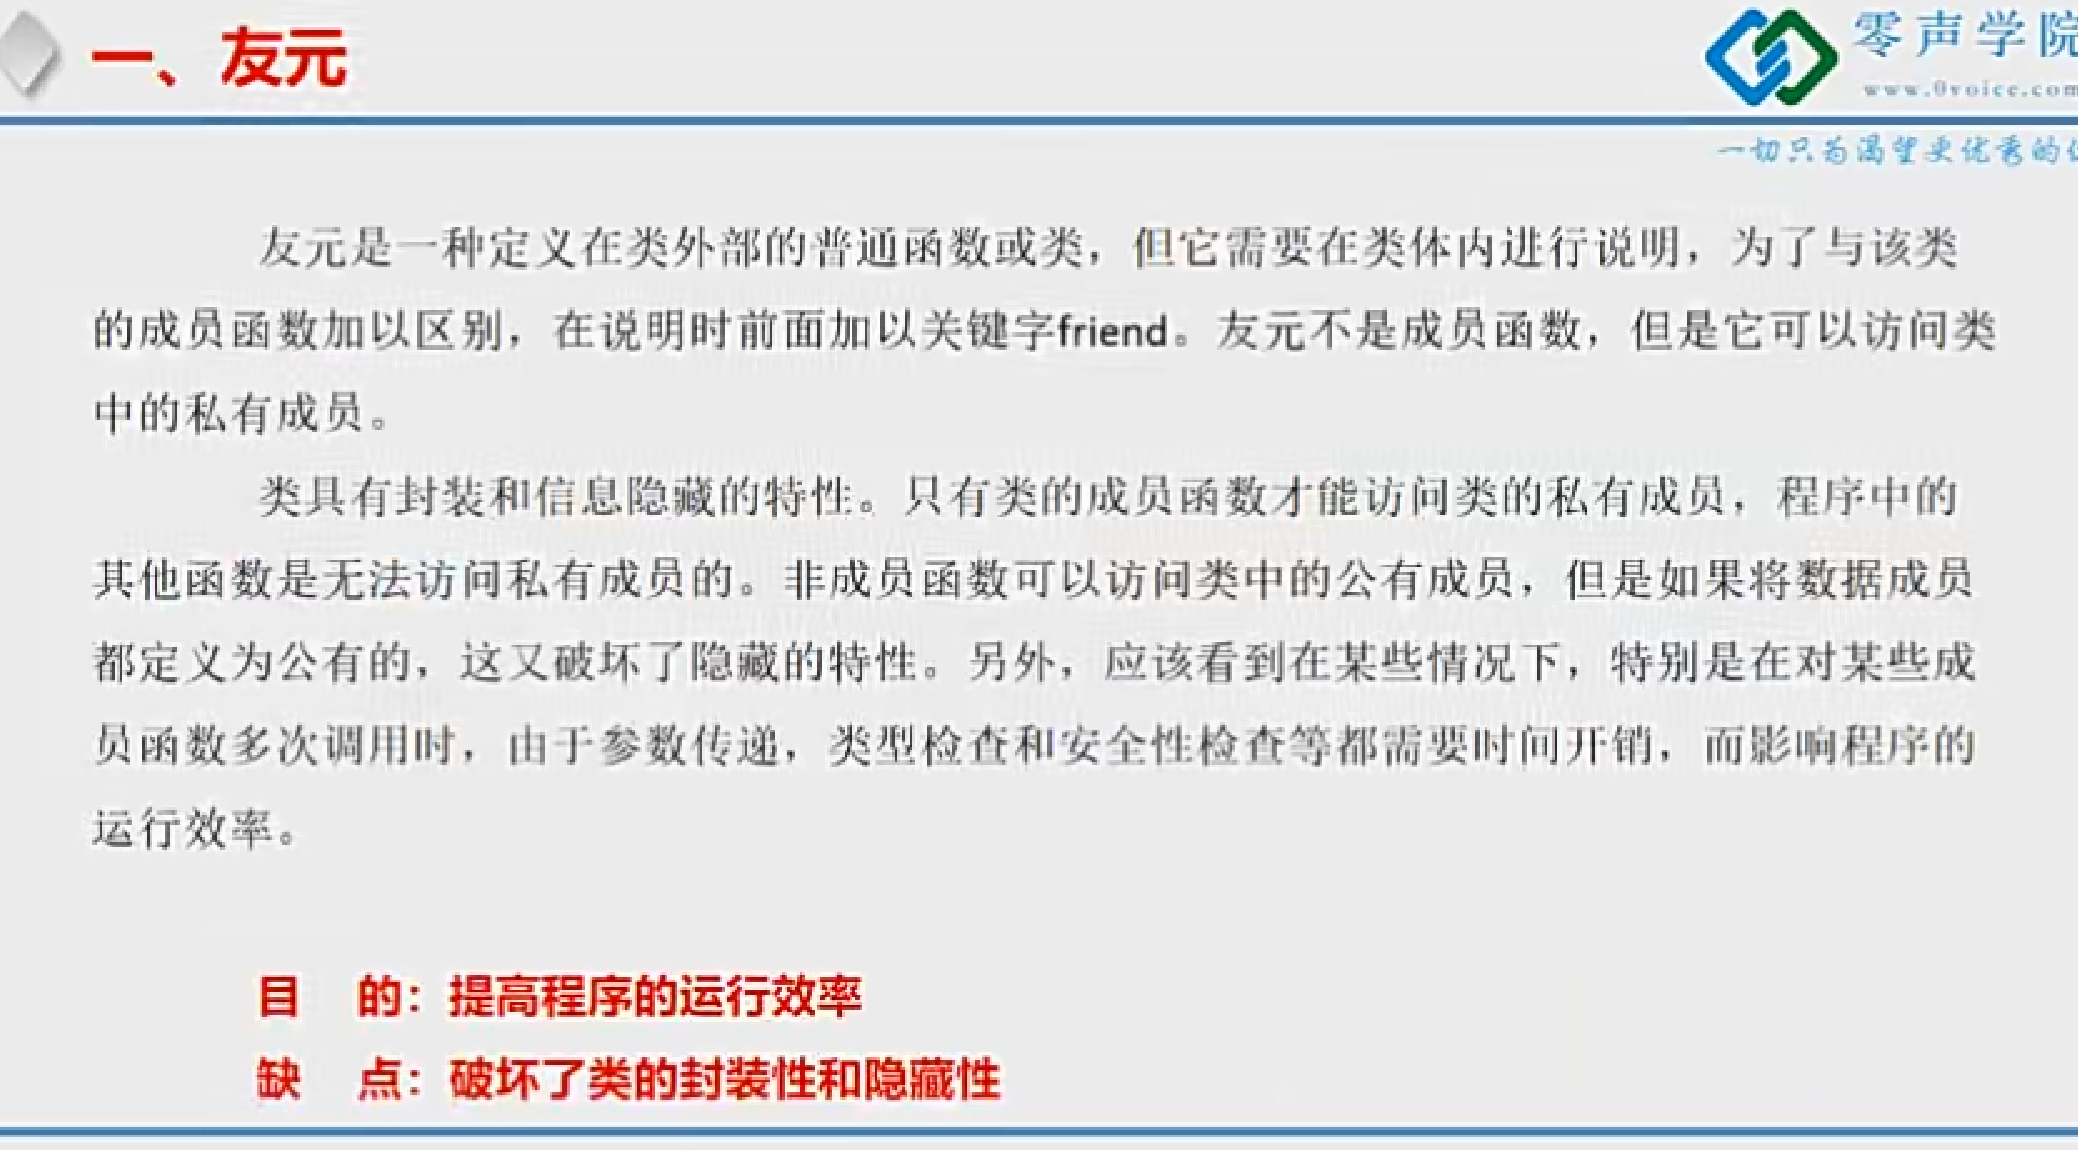 一、友元
零声学院
www.0voice.com
一切只为渴望更优秀的
友元是一种定义在类外部的普通函数或类，但它需要在类体内进行说明，为了与该类
的成员函数加以区别，在说明时前面加以关键字friend。友元不是成员函数，但是它可以访问类
中的私有成员。
类具有封装和信息隐藏的特性。只有类的成员函数才能访问类的私有成员，程序中的
其他函数是无法访问私有成员的。非成员函数可以访问类中的公有成员，但是如果将数据成员
都定义为公有的，这又破坏了隐藏的特性。另外，应该看到在某些情况下，特别是在对某些成
员函数多次调用时，由于参数传递，类型检查和安全性检查等都需要时间开销，而影响程序的
运行效率。
目 的：提高程序的运行效率
缺 点：破坏了类的封装性和隐藏性